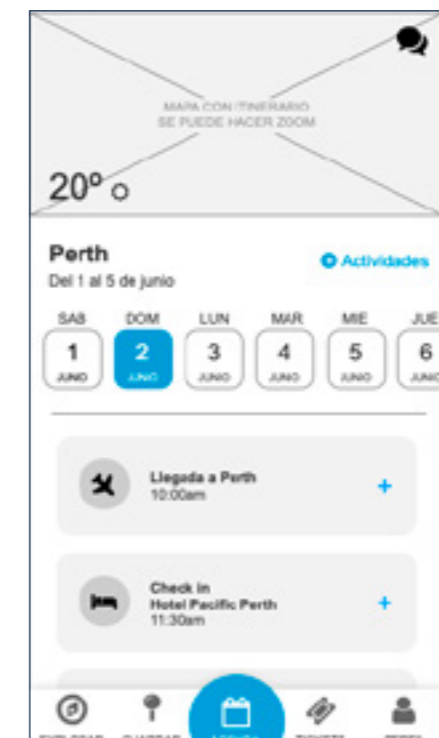 MAPA CON ITINERARIO
SE PUEDE HACER ZOOM
20º
Perth
Actividades
Del 1 al 5 de junio
SAB DOM LUN MAR MIE JUE
1 2 3 4 5 6
JUNIO JUNIO JUNIO JUNIO JUNIO JUNIO
Llegada a Perth
10:00am
+
Check in
Hotel Pacific Perth
11:30am
+